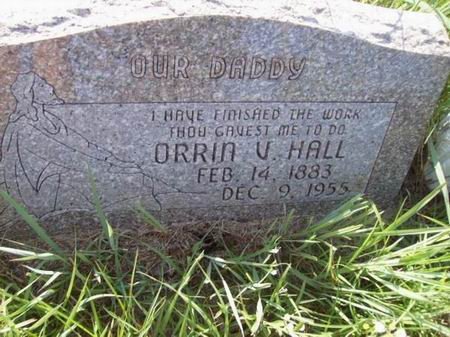 OUR DADDY
I HAVE FINISHED THE WORK
THOU GAVEST ME TO DO
ORRIN V. HALL
FEB. 14, 1883
DEC. 9, 1955